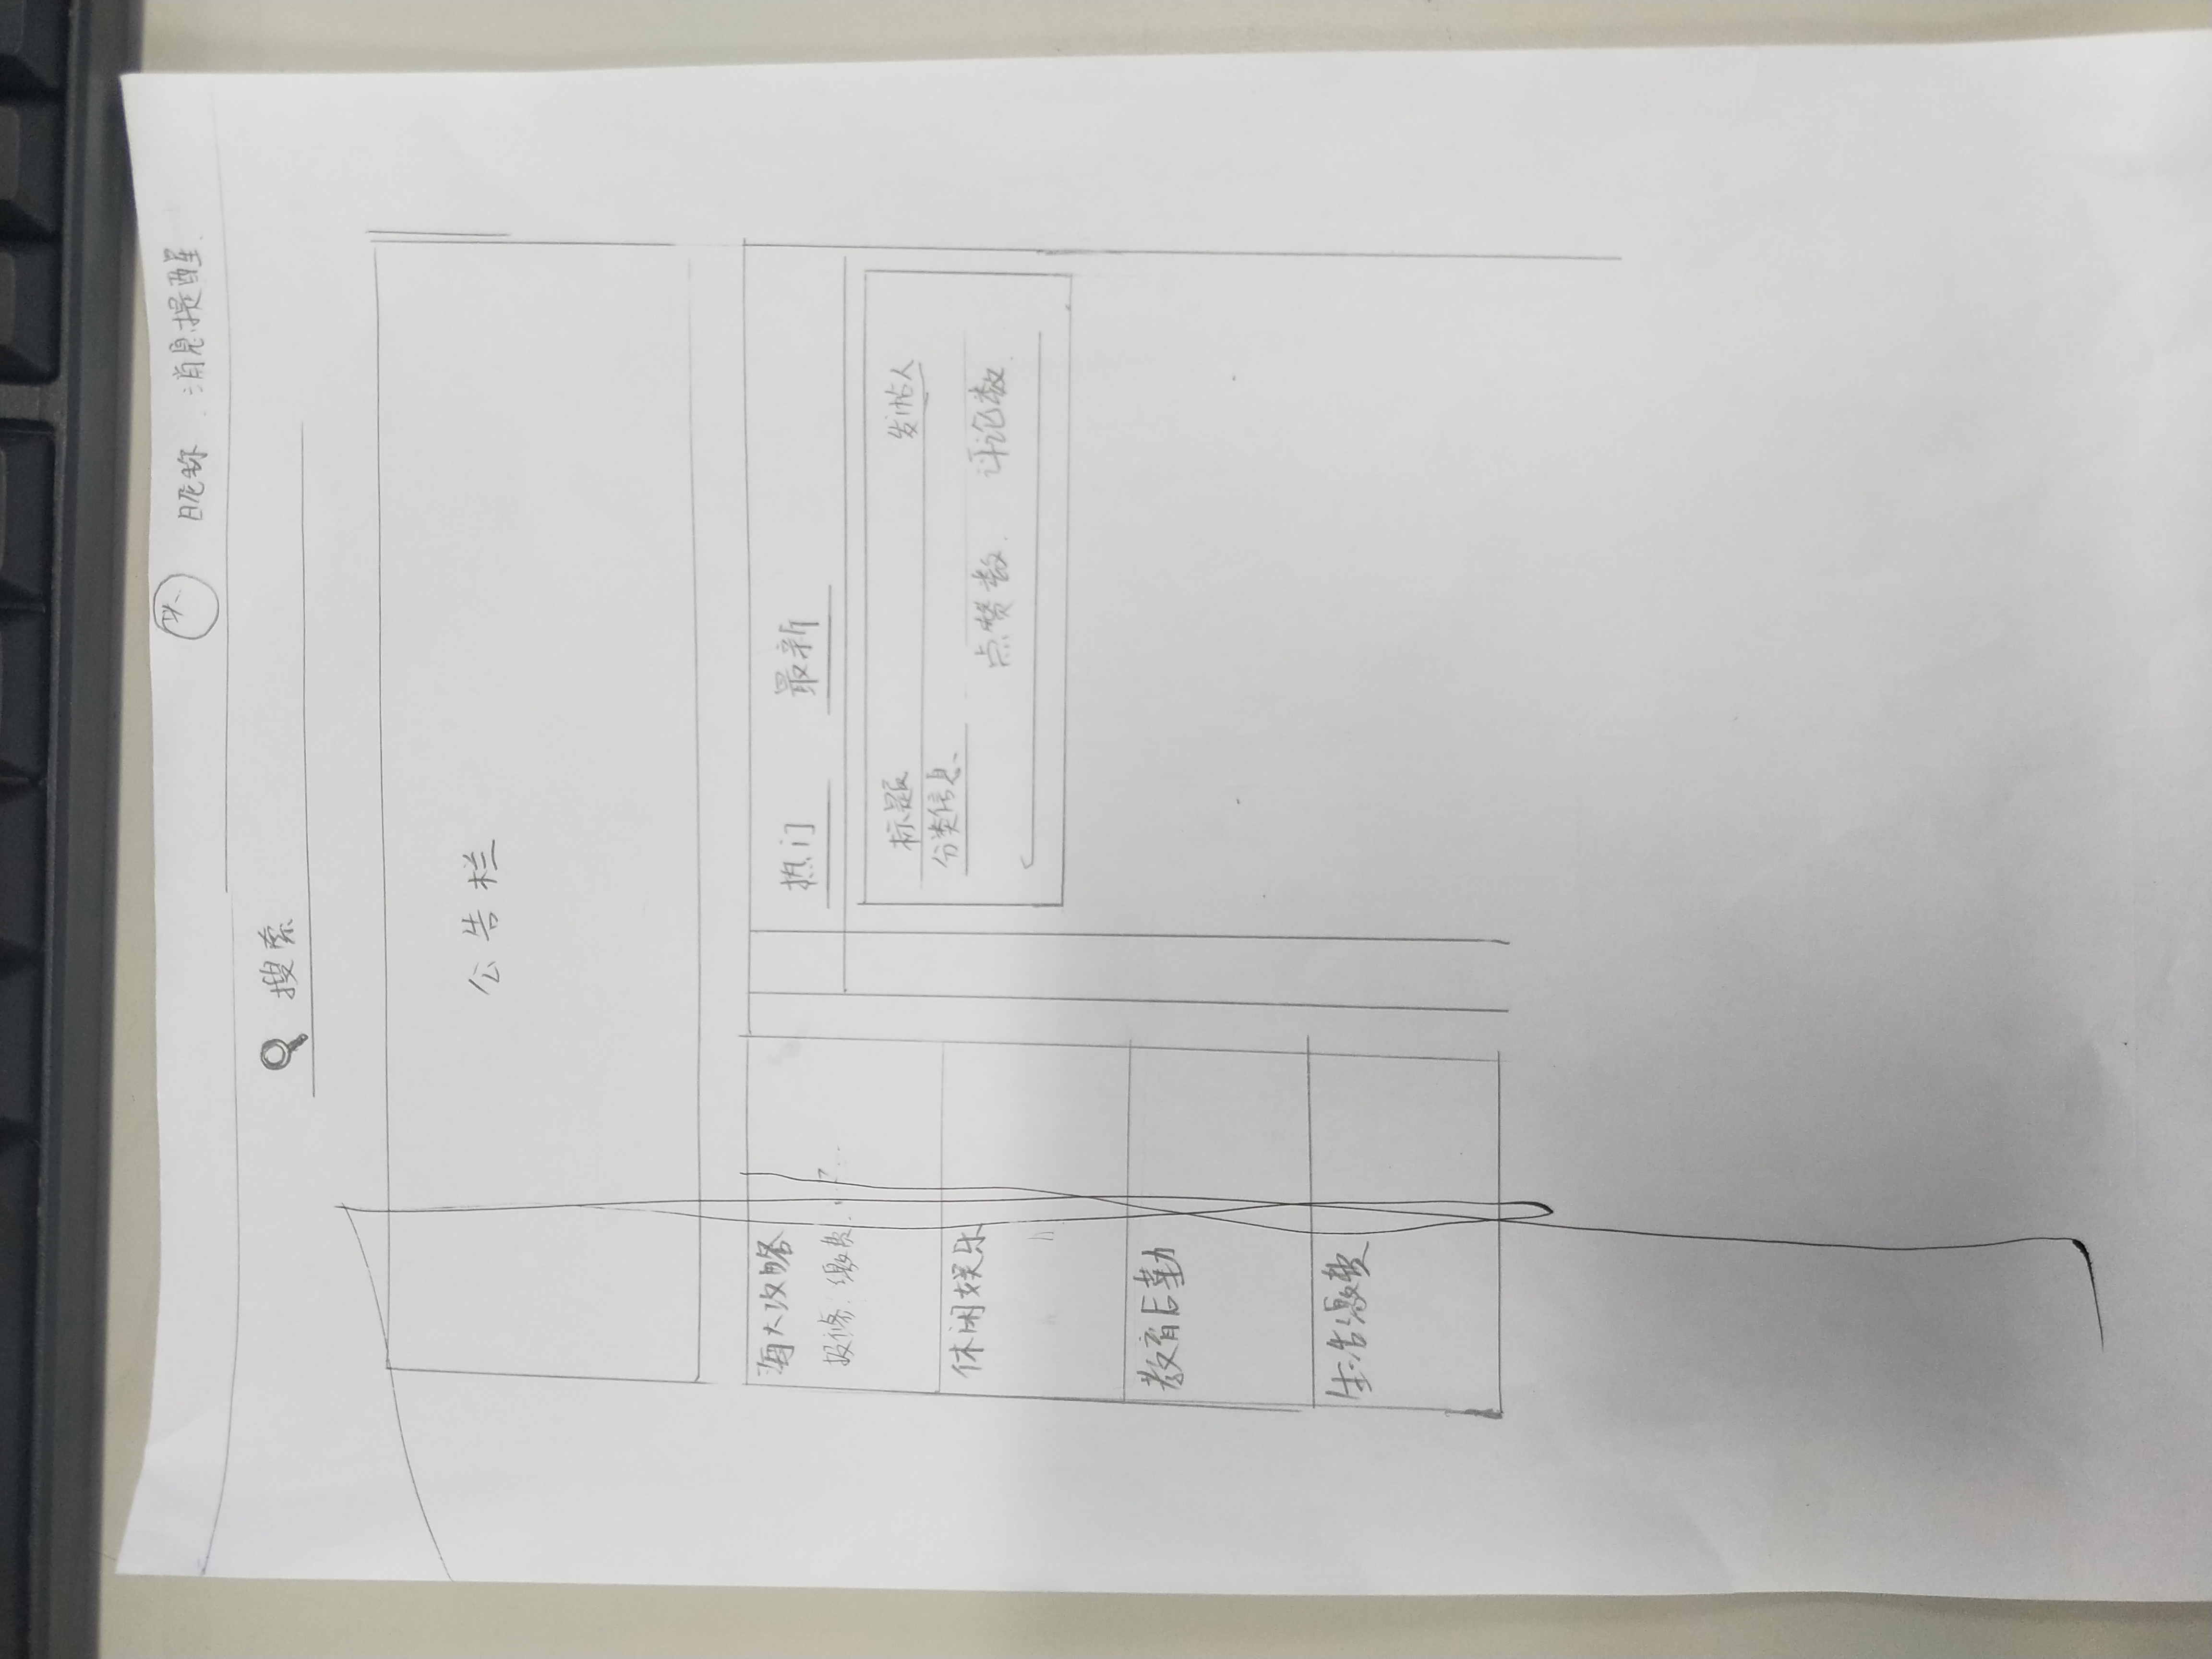 头 昵称 消息提醒
搜索
公告栏
海大攻略
报修 缴费 ...
休闲娱乐
教育后勤
生活缴费
热门 最新
标题 发帖人
分类信息
点赞数 评论数